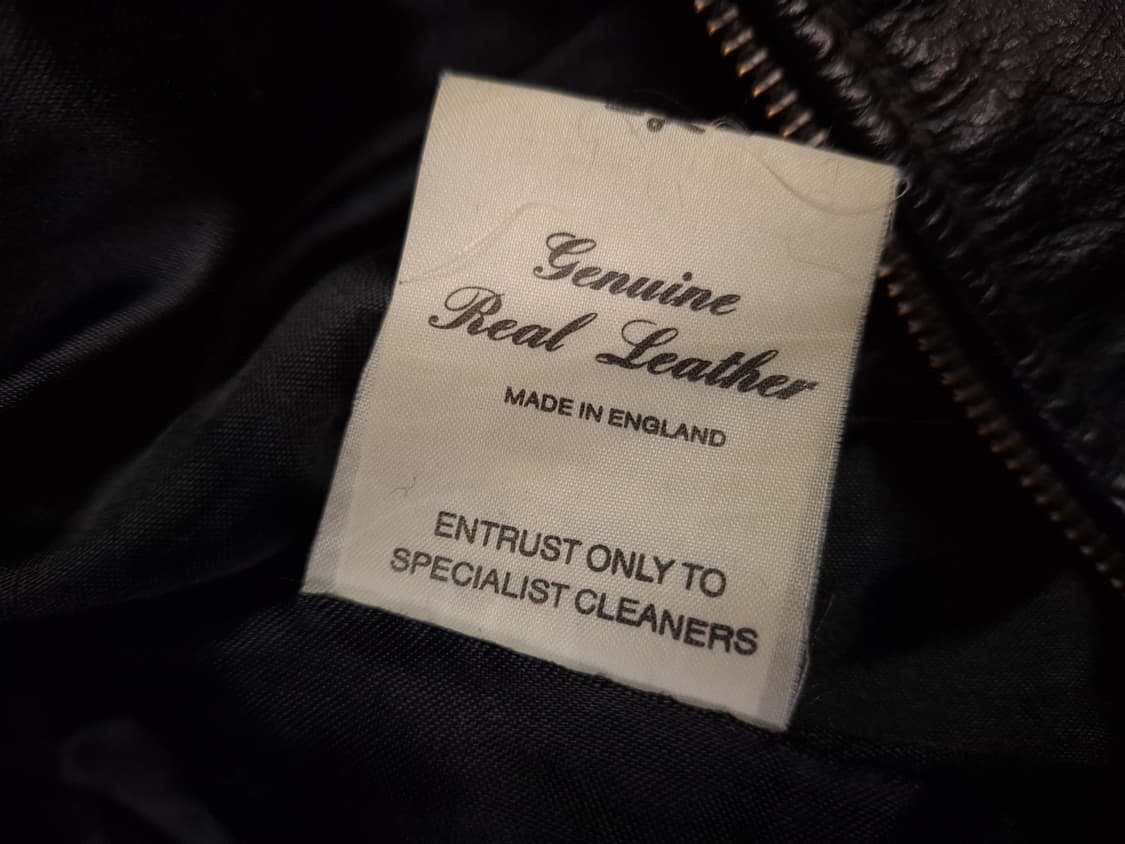 Genuine
Real Leather
MADE IN ENGLAND
ENTRUST ONLY TO
SPECIALIST CLEANERS